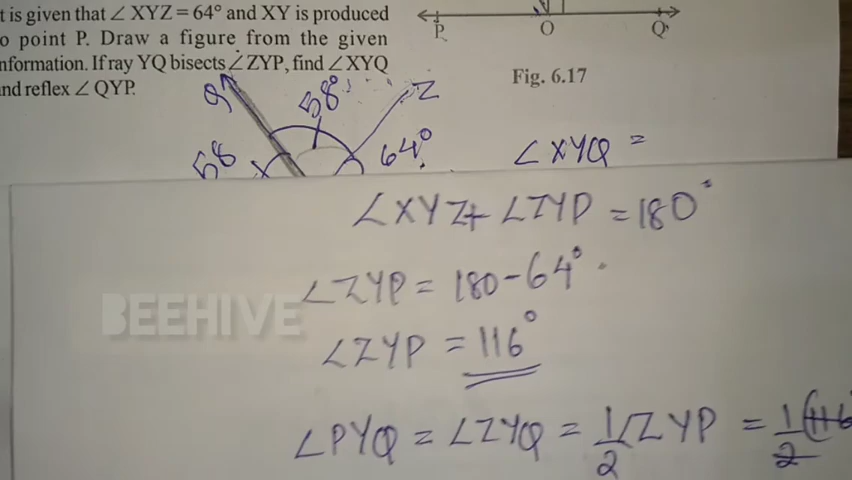 t is given that ∠ XYZ = 64° and XY is produced
o point P. Draw a figure from the given
nformation. If ray YQ bisects ∠ZYP, find ∠XYQ
and reflex ∠ QYP.
P O Q
Fig. 6.17
58° Z
58 64°
∠XYQ =
∠XYZ + ∠ZYP = 180°
∠ZYP = 180-64°
BEEHIVE
∠ZYP = 116°
∠PYQ = ∠ZYQ = 1/2 ∠ZYP = 1/2 (116